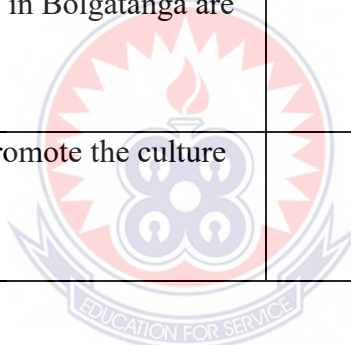 in Bolgatanga are
romote the culture
EDUCATION FOR SERVICE